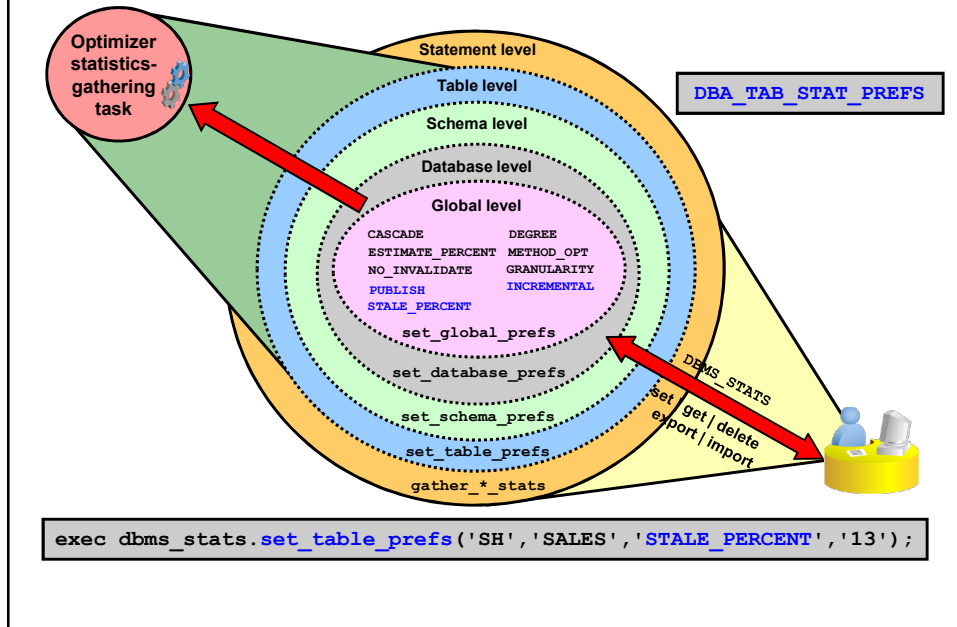 Optimizer
statistics-
gathering
task
Statement level
Table level
Schema level
Database level
Global level
CASCADE DEGREE
ESTIMATE_PERCENT METHOD_OPT
NO_INVALIDATE GRANULARITY
PUBLISH INCREMENTAL
STALE_PERCENT
set_global_prefs
set_database_prefs
set_schema_prefs
set_table_prefs
gather_*_stats
DBA_TAB_STAT_PREFS
DBMS_STATS
set | get | delete
export | import
exec dbms_stats.set_table_prefs('SH','SALES','STALE_PERCENT','13');